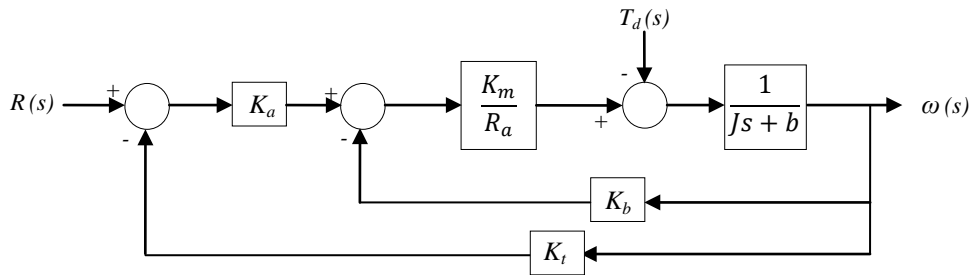 T_d(s)
-
R(s)
+
-
K_a
+
-
K_m
R_a
+
1
Js + b
ω(s)
K_b
K_t